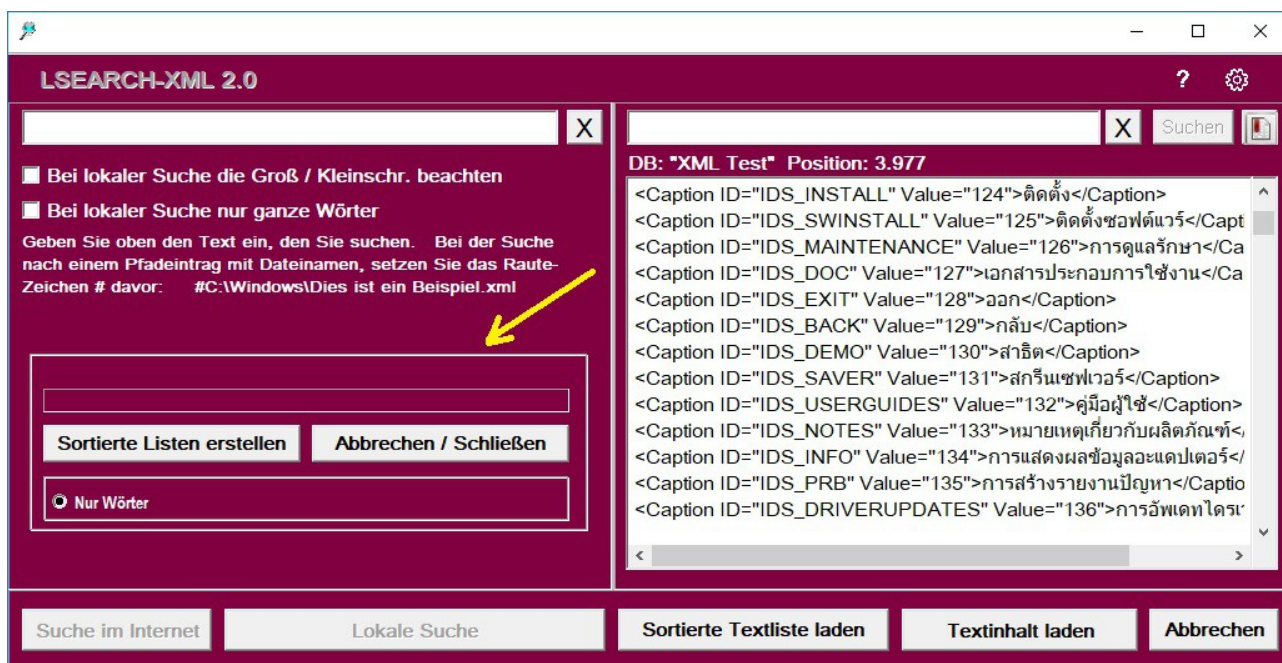 LSEARCH-XML 2.0
?
X
X
Suchen
Bei lokaler Suche die Groß / Kleinschr. beachten
Bei lokaler Suche nur ganze Wörter
Geben Sie oben den Text ein, den Sie suchen. Bei der Suche
nach einem Pfadeintrag mit Dateinamen, setzen Sie das Raute-
Zeichen # davor: #C:\Windows\Dies ist ein Beispiel.xml
Sortierte Listen erstellen
Abbrechen / Schließen
Nur Wörter
DB: "XML Test" Position: 3.977
<Caption ID="IDS_INSTALL" Value="124">ติดตั้ง</Caption>
<Caption ID="IDS_SWINSTALL" Value="125">ติดตั้งซอฟต์แวร์</Capti
<Caption ID="IDS_MAINTENANCE" Value="126">การดูแลรักษา</Ca
<Caption ID="IDS_DOC" Value="127">เอกสารประกอบการใช้งาน</Ca
<Caption ID="IDS_EXIT" Value="128">ออก</Caption>
<Caption ID="IDS_BACK" Value="129">กลับ</Caption>
<Caption ID="IDS_DEMO" Value="130">สาธิต</Caption>
<Caption ID="IDS_SAVER" Value="131">สกรีนเซฟเวอร์</Caption>
<Caption ID="IDS_USERGUIDES" Value="132">คู่มือผู้ใช้</Caption>
<Caption ID="IDS_NOTES" Value="133">หมายเหตุเกี่ยวกับผลิตภัณฑ์</
<Caption ID="IDS_INFO" Value="134">การแสดงผลข้อมูลอะแดปเตอร์</
<Caption ID="IDS_PRB" Value="135">การสร้างรายงานปัญหา</Captio
<Caption ID="IDS_DRIVERUPDATES" Value="136">การอัพเดทไดรเ
Suche im Internet
Lokale Suche
Sortierte Textliste laden
Textinhalt laden
Abbrechen